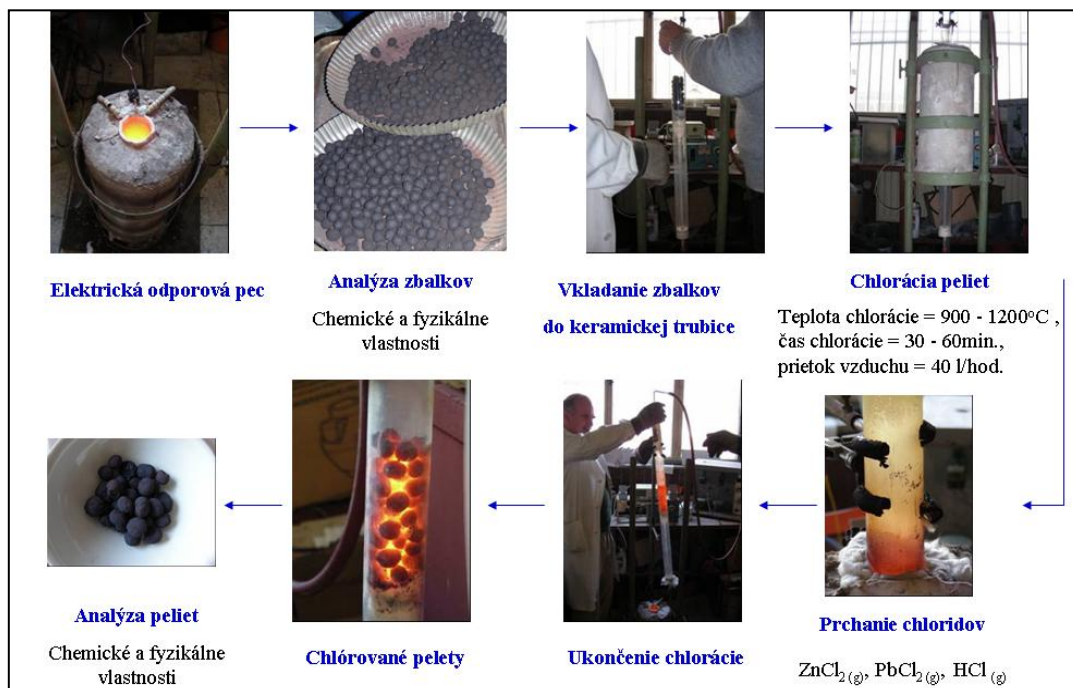 Elektrická odporová pec
Analýza zbalkov
Chemické a fyzikálne
vlastnosti
Vkladanie zbalkov
do keramickej trubice
Chlorácia peliet
Teplota chlorácie = 900 - 1200°C ,
čas chlorácie = 30 - 60min.,
prietok vzduchu = 40 l/hod.
Prchanie chloridov
ZnCl₂ (g), PbCl₂ (g), HCl (g)
Ukončenie chlorácie
Chlórované pelety
Analýza peliet
Chemické a fyzikálne
vlastnosti